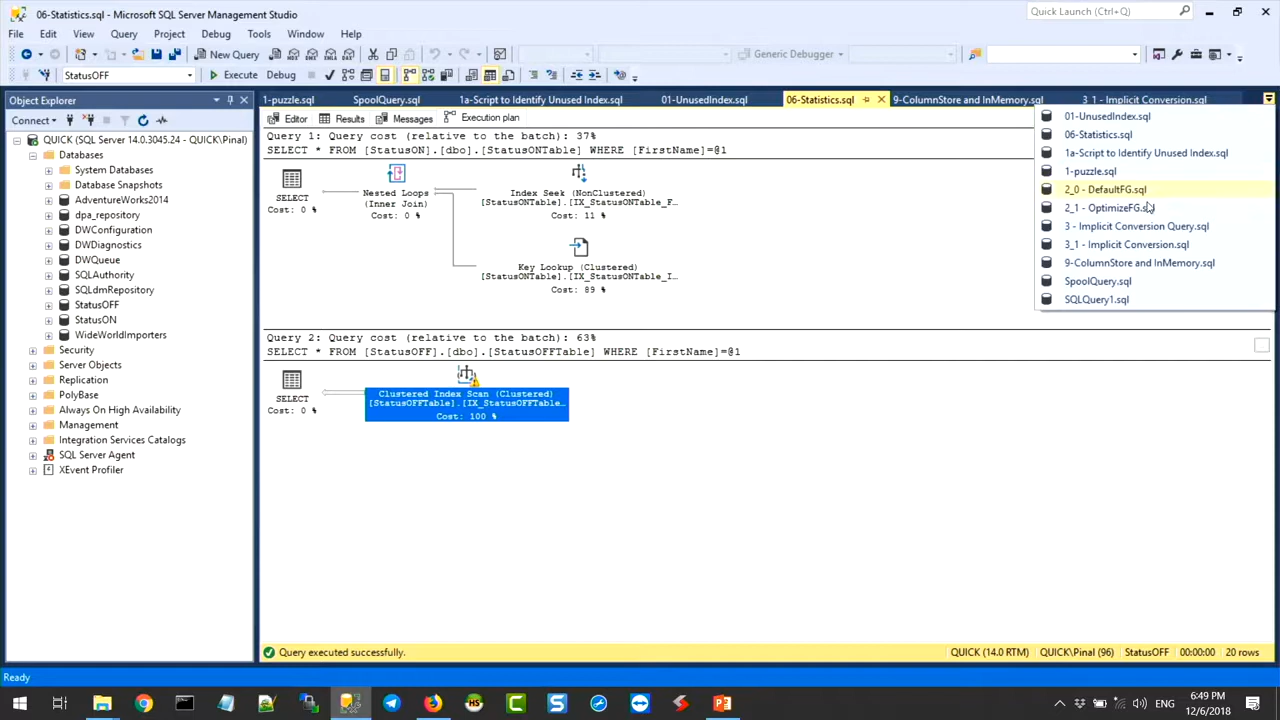 06-Statistics.sql - Microsoft SQL Server Management Studio
Quick Launch (Ctrl+Q)
File Edit View Query Project Debug Tools Window Help
New Query
Generic Debugger
StatusOFF
Execute Debug
Object Explorer
1-puzzle.sql SpoolQuery.sql 1a-Script to Identify Unused Index.sql 01-UnusedIndex.sql 06-Statistics.sql 9-ColumnStore and InMemory.sql 3_1 - Implicit Conversion.sql
Connect
QUICK (SQL Server 14.0.3045.24 - QUICK\Pinal)
Databases
System Databases
Database Snapshots
AdventureWorks2014
dpa_repository
DWConfiguration
DWDiagnostics
DWQueue
SQLAuthority
SQLdmRepository
StatusOFF
StatusON
WideWorldImporters
Security
Server Objects
Replication
PolyBase
Always On High Availability
Management
Integration Services Catalogs
SQL Server Agent
XEvent Profiler
Editor Results Messages Execution plan
Query 1: Query cost (relative to the batch): 37%
SELECT * FROM [StatusON].[dbo].[StatusONTable] WHERE [FirstName]=@1
SELECT
Cost: 0 %
Nested Loops
(Inner Join)
Cost: 0 %
Index Seek (NonClustered)
[StatusONTable].[IX_StatusONTable_F…
Cost: 11 %
Key Lookup (Clustered)
[StatusONTable].[IX_StatusONTable_I…
Cost: 89 %
Query 2: Query cost (relative to the batch): 63%
SELECT * FROM [StatusOFF].[dbo].[StatusOFFTable] WHERE [FirstName]=@1
SELECT
Cost: 0 %
Clustered Index Scan (Clustered)
[StatusOFFTable].[IX_StatusOFFTable…
Cost: 100 %
01-UnusedIndex.sql
06-Statistics.sql
1a-Script to Identify Unused Index.sql
1-puzzle.sql
2_0 - DefaultFG.sql
2_1 - OptimizeFG.sql
3 - Implicit Conversion Query.sql
3_1 - Implicit Conversion.sql
9-ColumnStore and InMemory.sql
SpoolQuery.sql
SQLQuery1.sql
Query executed successfully.
QUICK (14.0 RTM) QUICK\Pinal (96) StatusOFF 00:00:00 20 rows
Ready
ENG
6:49 PM
12/6/2018